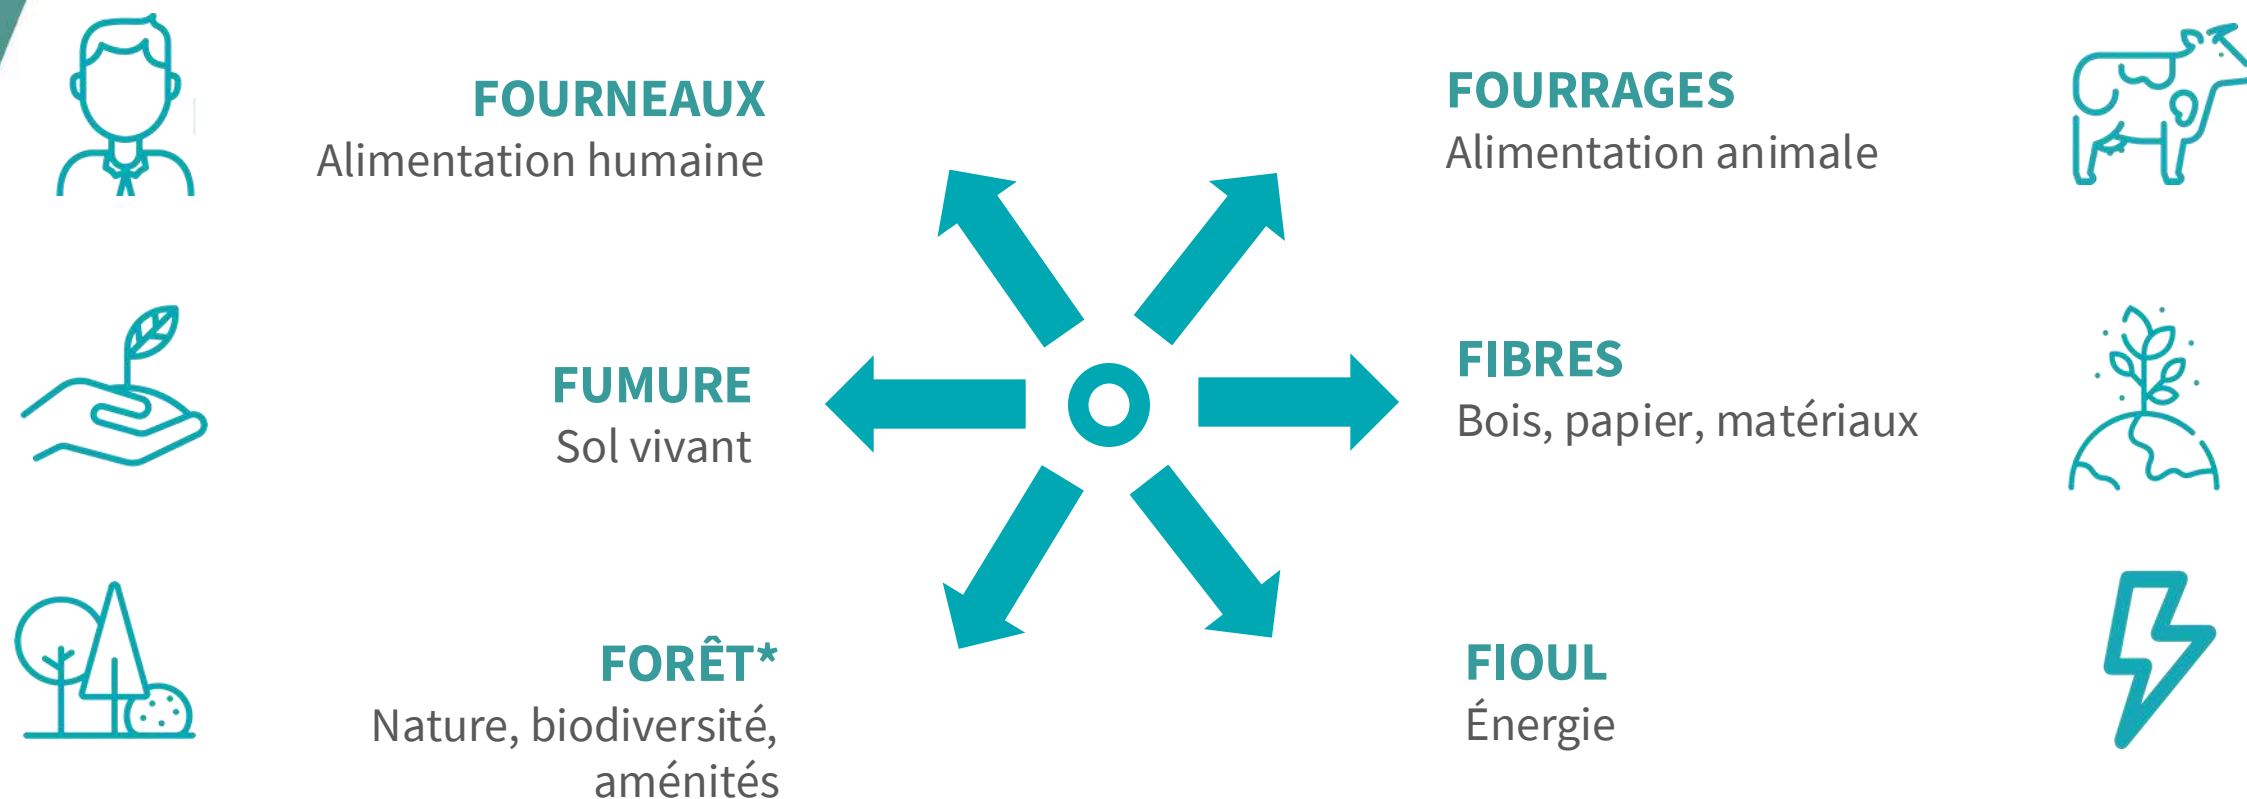 FOURNEAUX
Alimentation humaine
FOURRAGES
Alimentation animale
FUMURE
Sol vivant
FIBRES
Bois, papier, matériaux
FORÊT*
Nature, biodiversité,
aménités
FIOUL
Énergie